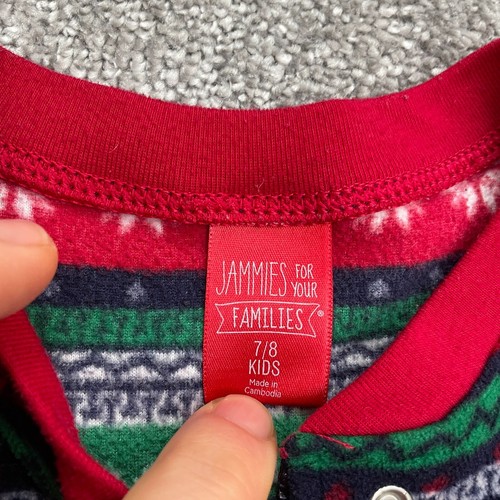 JAMMIES FOR
YOUR
FAMILIES®
7/8
KIDS
Made in
Cambodia